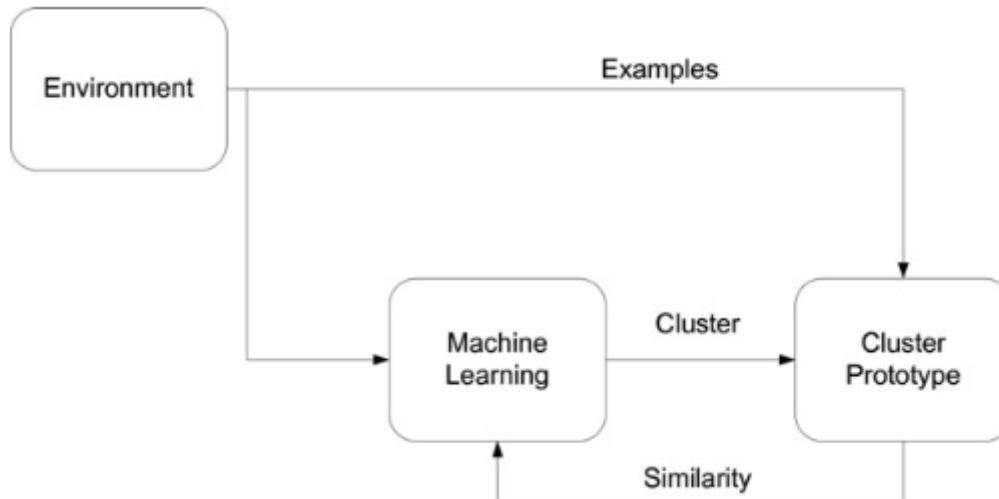 Environment
Examples
Machine
Learning
Cluster
Cluster
Prototype
Similarity